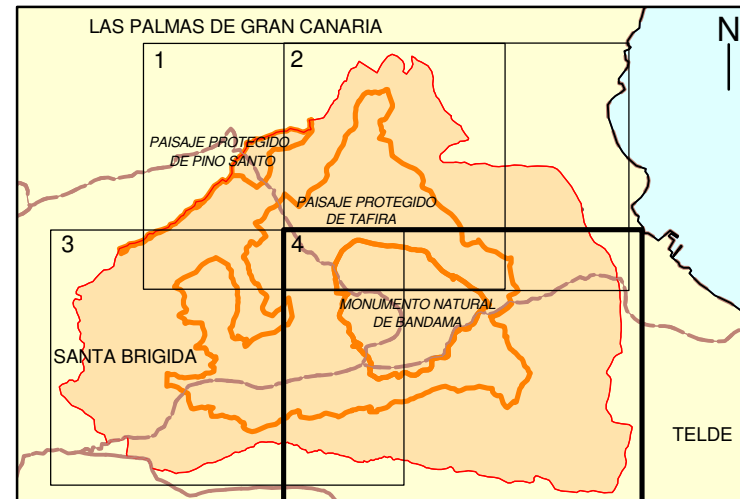 LAS PALMAS DE GRAN CANARIA
N
1
2
PAISAJE PROTEGIDO
DE PINO SANTO
PAISAJE PROTEGIDO
DE TAFIRA
3
4
MONUMENTO NATURAL
DE BANDAMA
SANTA BRIGIDA
TELDE